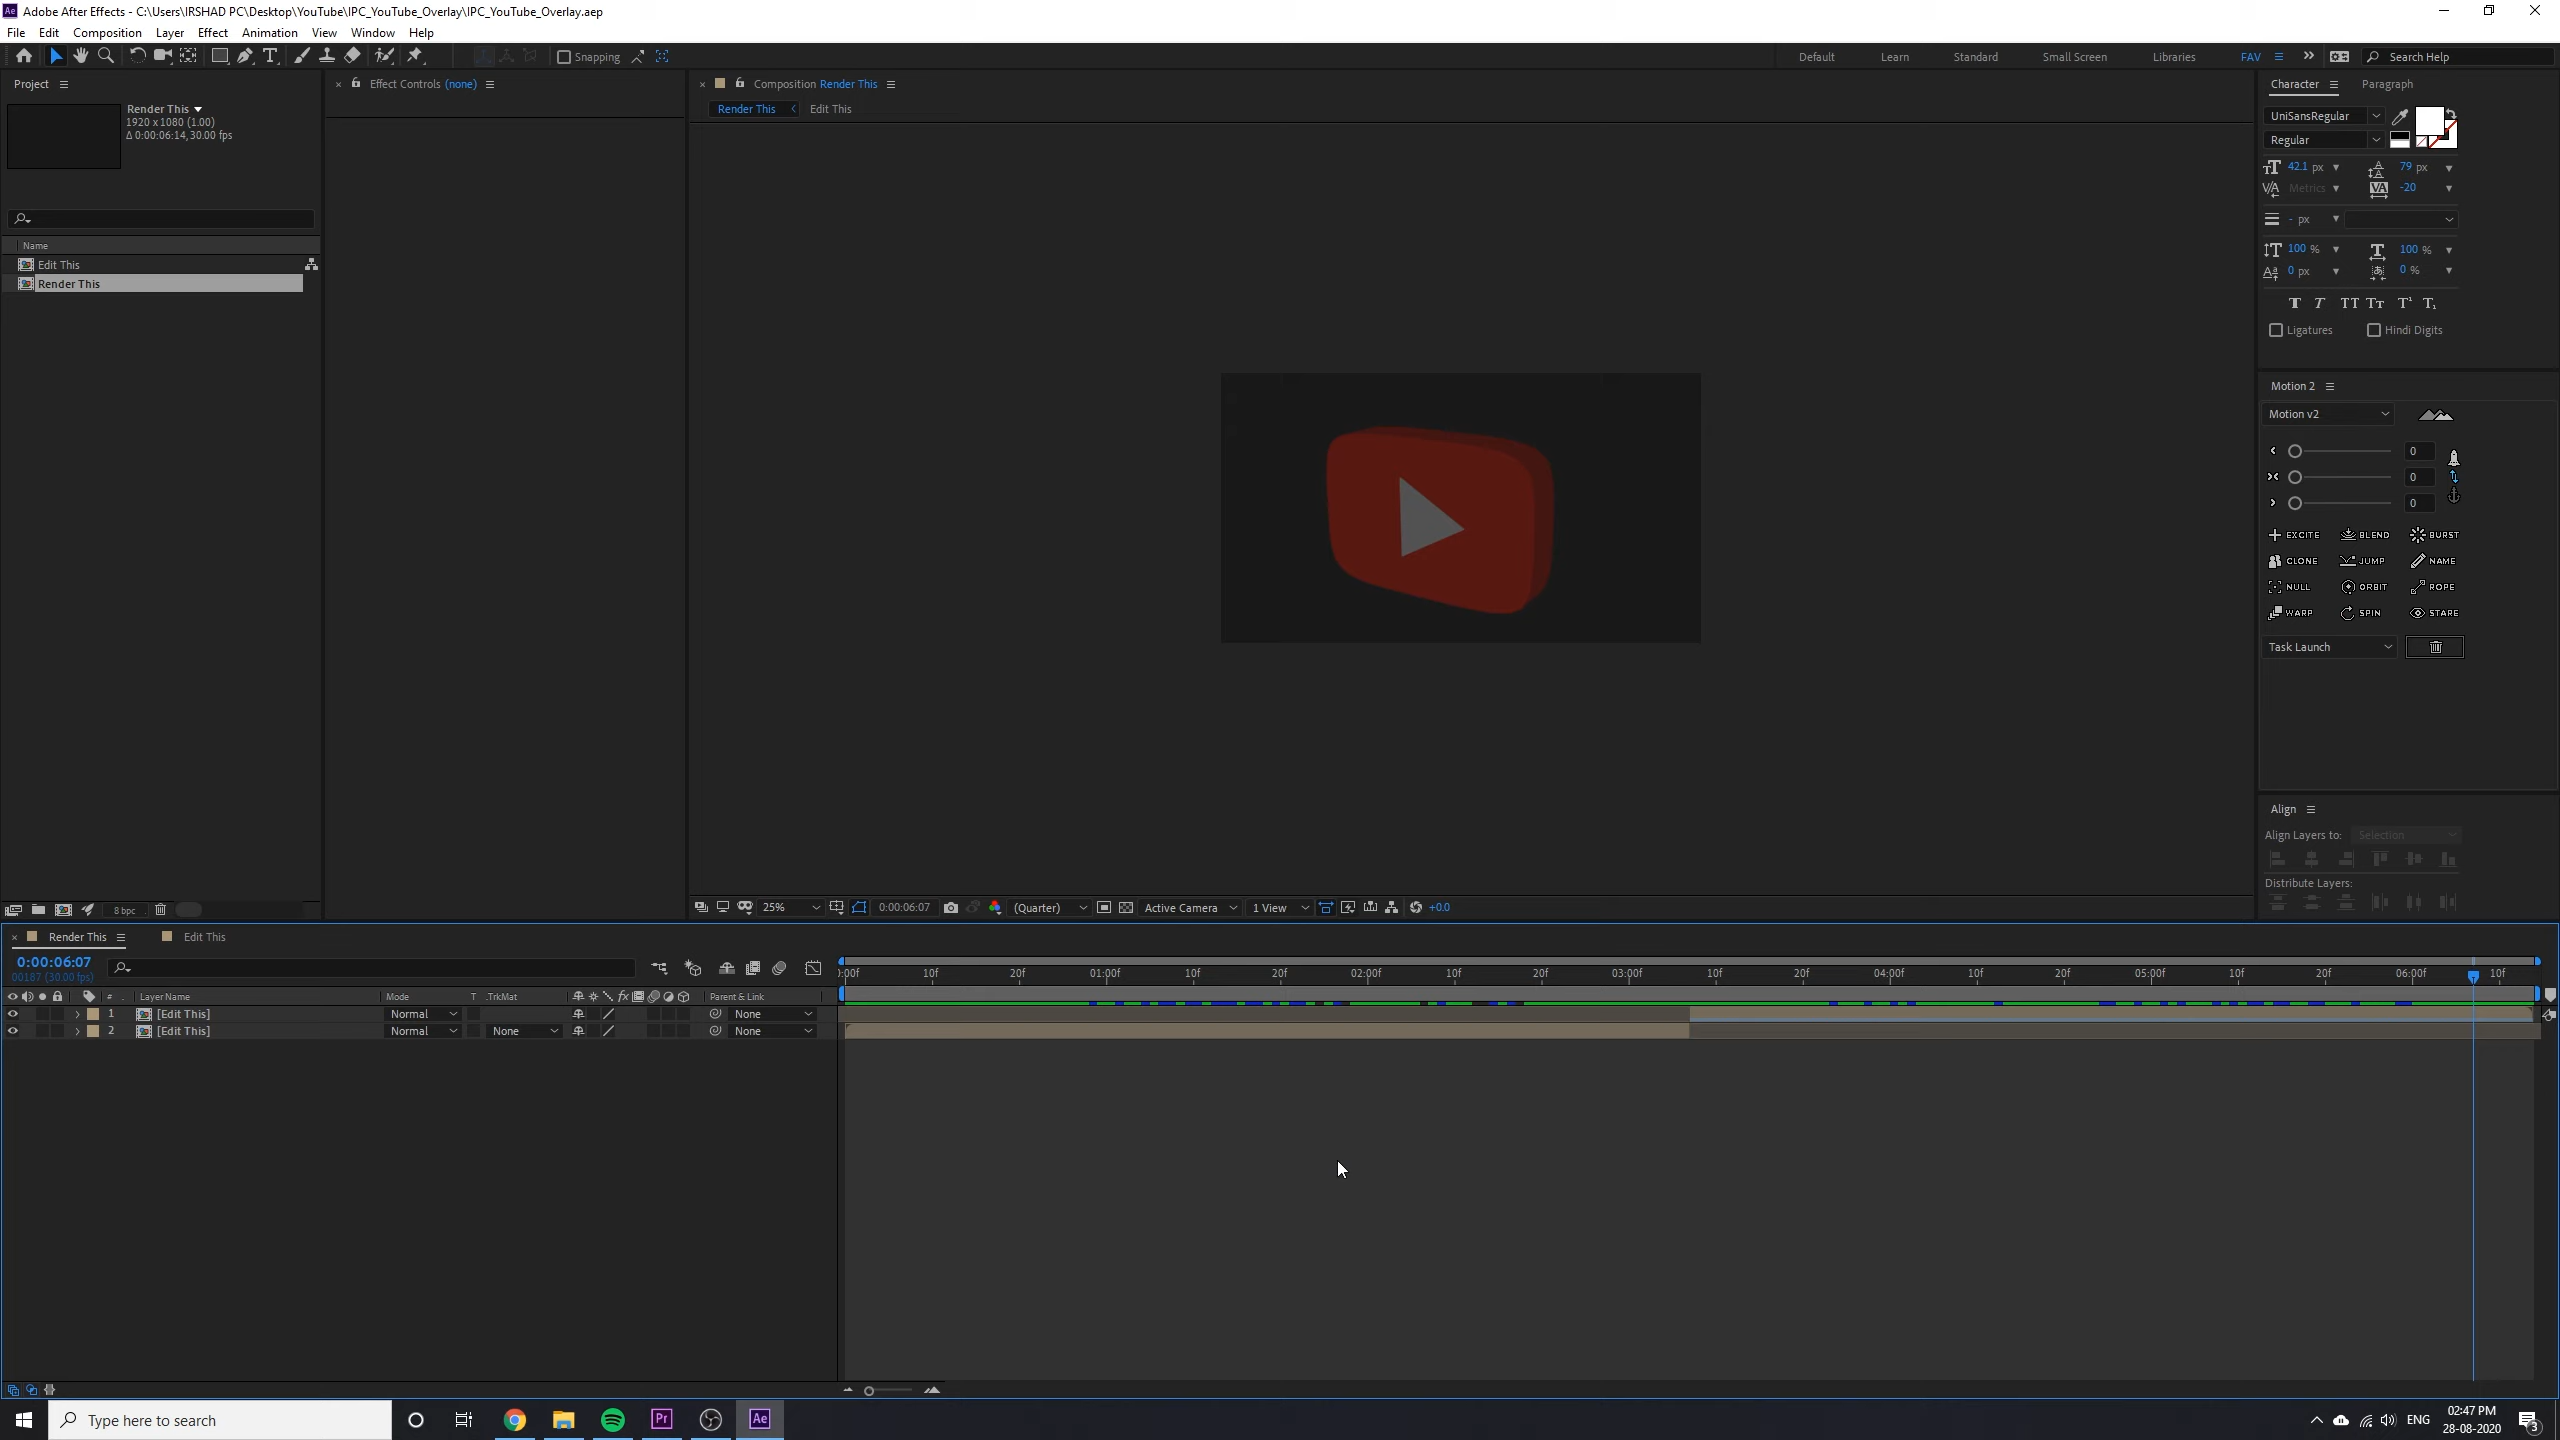 Adobe After Effects - C:\Users\IRSHAD PC\Desktop\YouTube\IPC_YouTube_Overlay\IPC_YouTube_Overlay.aep
File Edit Composition Layer Effect Animation View Window Help
Snapping Default Learn Standard Small Screen Libraries FAV Search Help
Project
Render This
1920 x 1080 (1.00)
Δ 0:00:06:14, 30.00 fps
Name
Edit This
Render This
8 bpc
Effect Controls (none)
Composition Render This
Render This Edit This
25% 0:00:06:07 (Quarter) Active Camera 1 View +0.0
Character Paragraph
UniSansRegular
Regular
42.1 px 79 px
Metrics -20
- px
100 % 100 %
0 px 0 %
T T TT TT T¹ T₁
Ligatures Hindi Digits
Motion 2
Motion v2
0
0
0
EXCITE BLEND BURST
CLONE JUMP NAME
NULL ORBIT ROPE
WARP SPIN STARE
Task Launch
Align
Align Layers to: Selection
Distribute Layers:
Render This Edit This
0:00:06:07
00187 (30.00 fps)
):00f 10f 20f 01:00f 10f 20f 02:00f 10f 20f 03:00f 10f 20f 04:00f 10f 20f 05:00f 10f 20f 06:00f 10f
# Layer Name Mode T .TrkMat Parent & Link
1 [Edit This] Normal None
2 [Edit This] Normal None None
Type here to search
Pr Ae
ENG
02:47 PM
28-08-2020
3